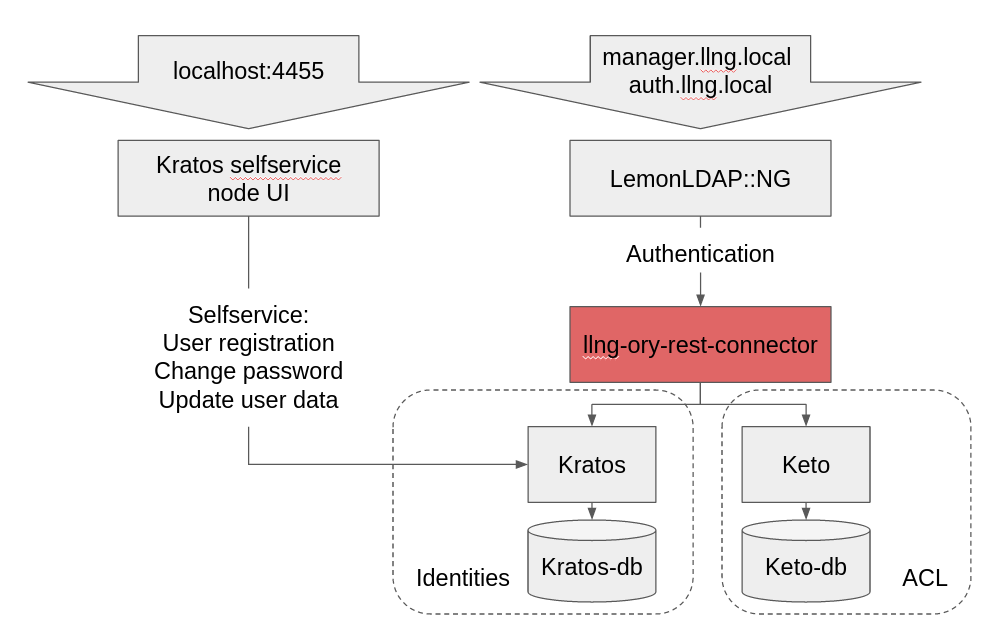 localhost:4455
manager.llng.local
auth.llng.local
Kratos selfservice
node UI
LemonLDAP::NG
Authentication
Selfservice:
User registration
Change password
Update user data
llng-ory-rest-connector
Kratos
Keto
Identities
Kratos-db
Keto-db
ACL